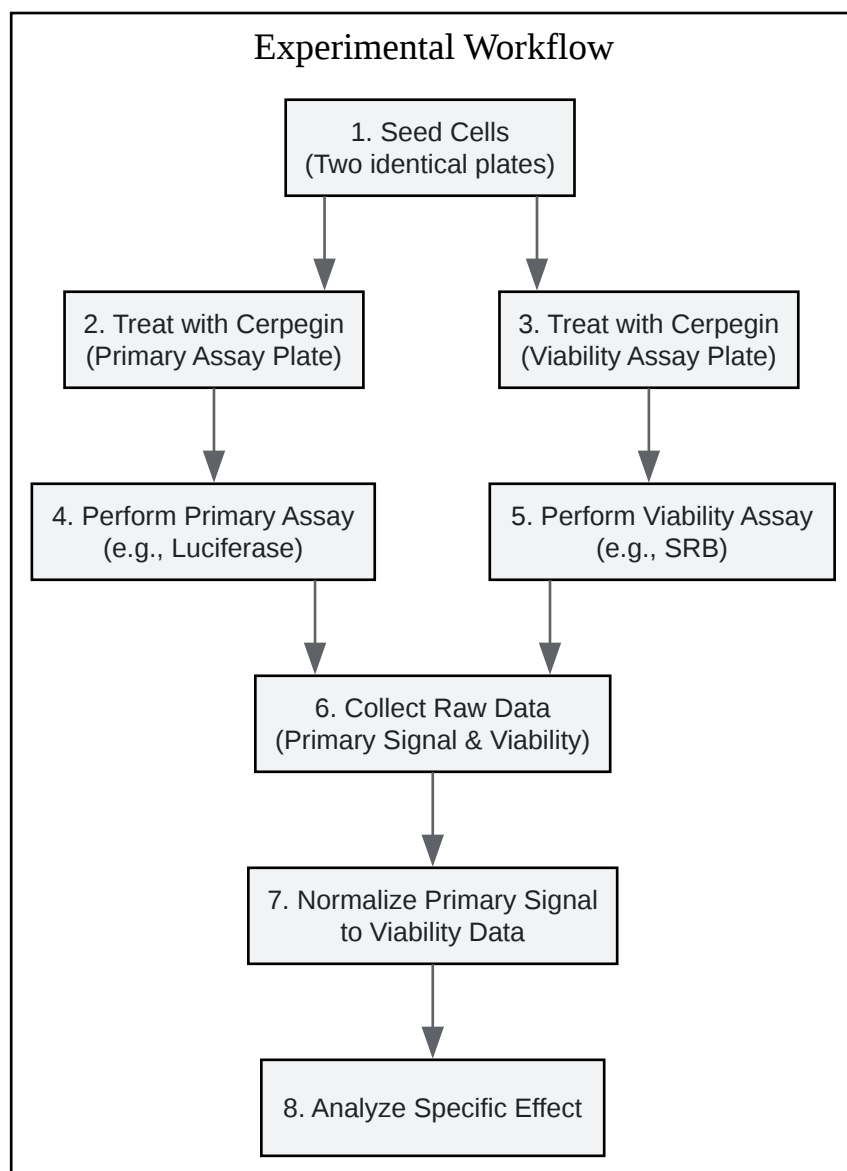 Experimental Workflow
1. Seed Cells
(Two identical plates)
2. Treat with Cerpegin
(Primary Assay Plate)
3. Treat with Cerpegin
(Viability Assay Plate)
4. Perform Primary Assay
(e.g., Luciferase)
5. Perform Viability Assay
(e.g., SRB)
6. Collect Raw Data
(Primary Signal & Viability)
7. Normalize Primary Signal
to Viability Data
8. Analyze Specific Effect